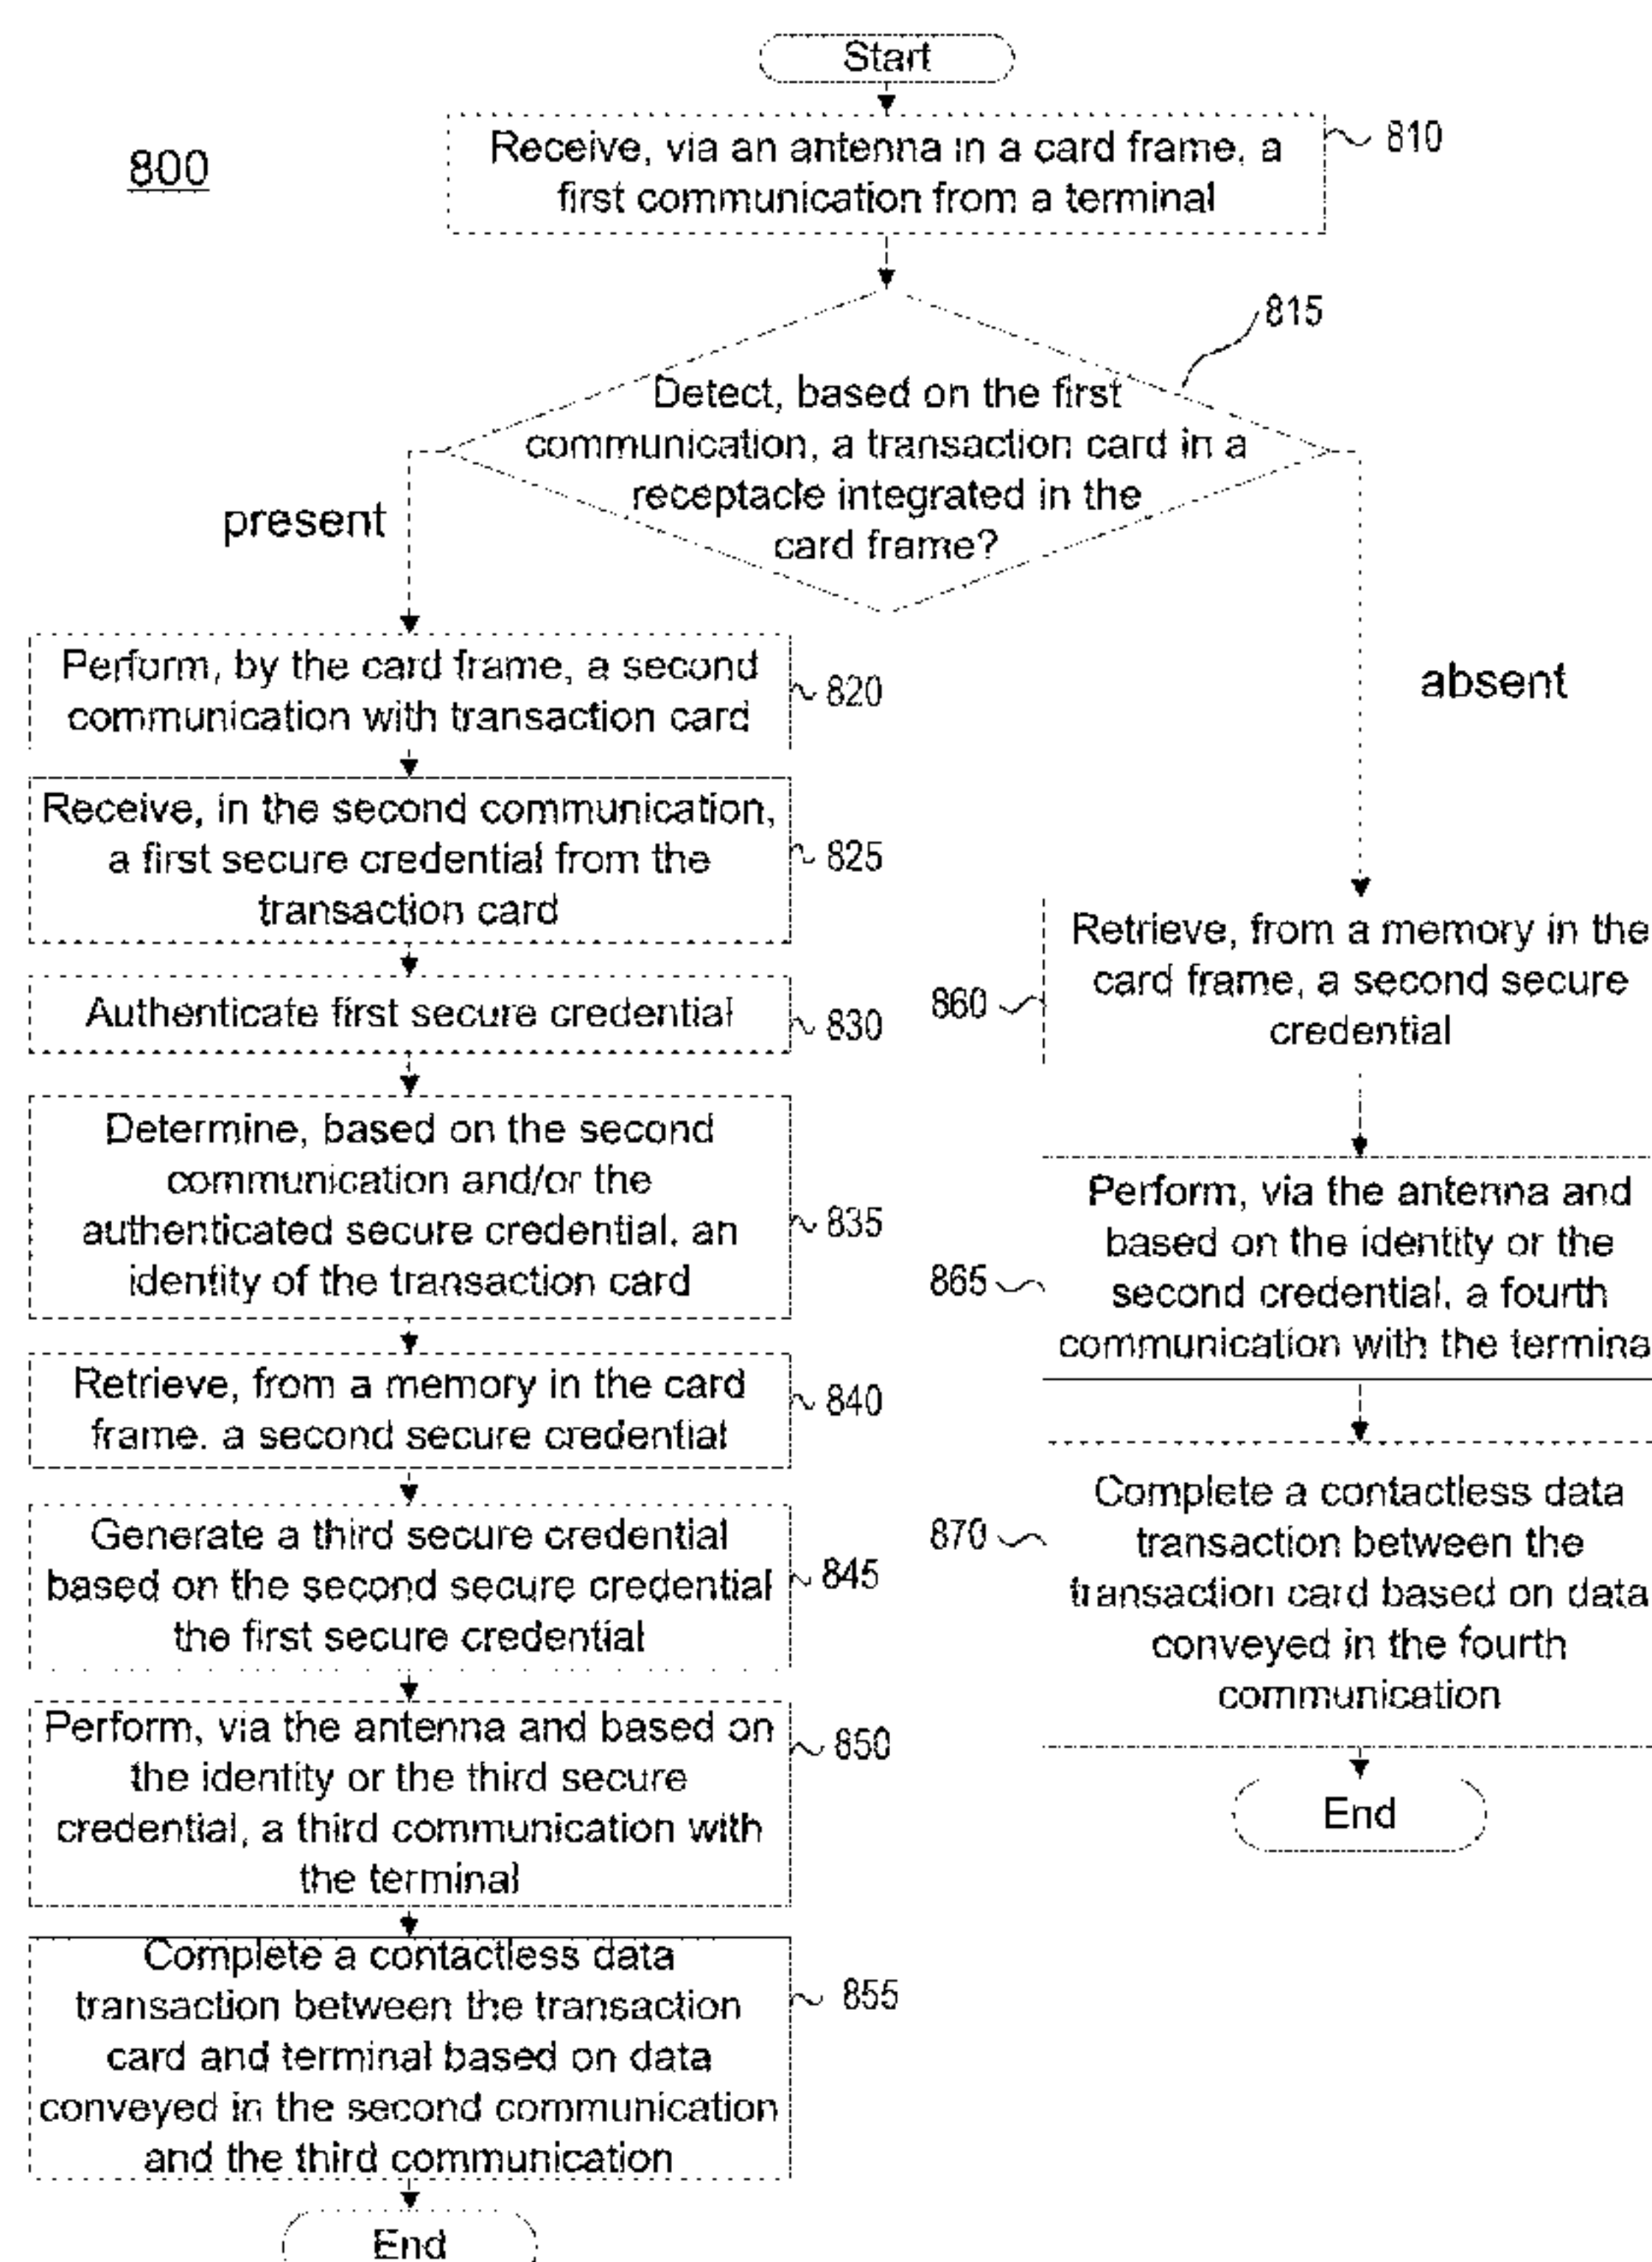 Start
800
Receive, via an antenna in a card frame, a
first communication from a terminal
810
815
Detect, based on the first
communication, a transaction card in a
receptacle integrated in the
card frame?
present
absent
Perform, by the card frame, a second
communication with transaction card
820
Receive, in the second communication,
a first secure credential from the
transaction card
825
Authenticate first secure credential
830
Determine, based on the second
communication and/or the
authenticated secure credential, an
identity of the transaction card
835
Retrieve, from a memory in the card
frame, a second secure credential
840
Generate a third secure credential
based on the second secure credential
the first secure credential
845
Perform, via the antenna and based on
the identity or the third secure
credential, a third communication with
the terminal
850
Complete a contactless data
transaction between the transaction
card and terminal based on data
conveyed in the second communication
and the third communication
855
End
Retrieve, from a memory in the
card frame, a second secure
credential
860
Perform, via the antenna and
based on the identity or the
second credential, a fourth
communication with the termina
865
Complete a contactless data
transaction between the
transaction card based on data
conveyed in the fourth
communication
870
End